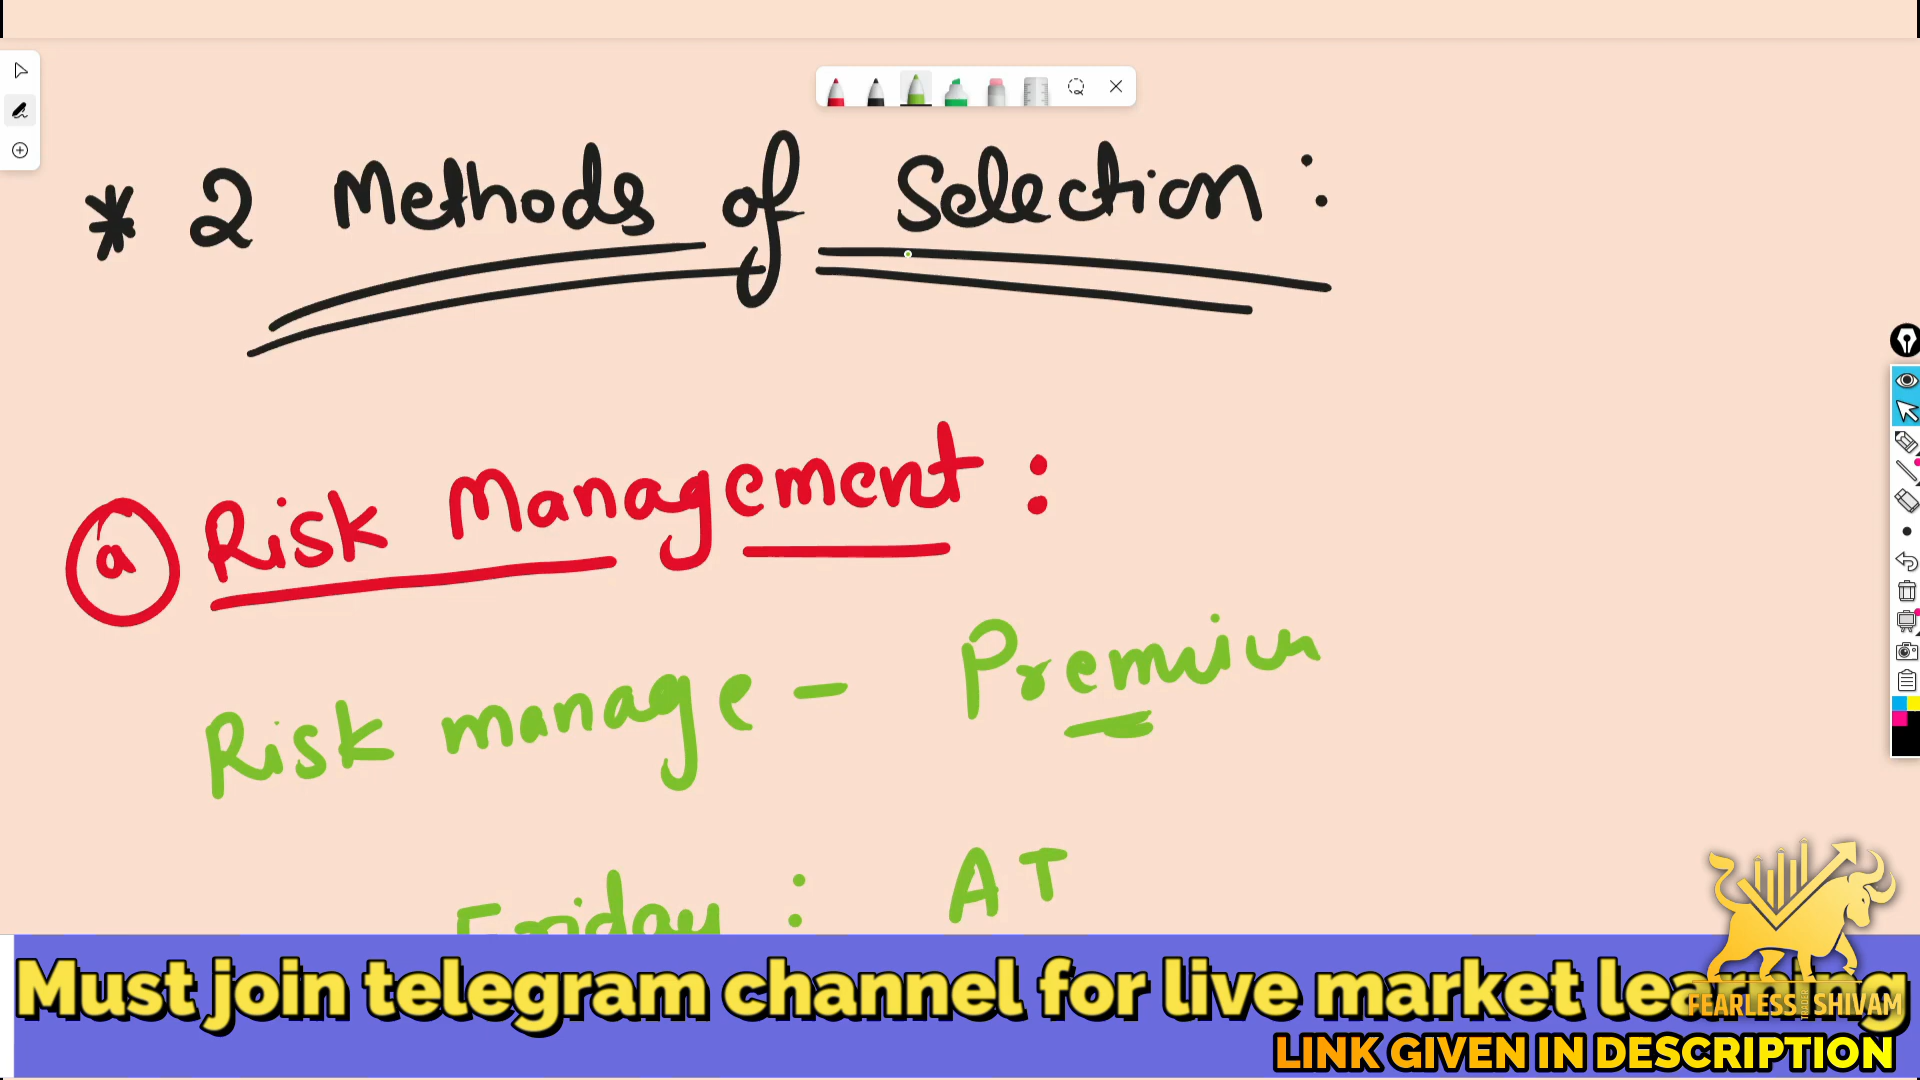 * 2 Methods of Selection :
a Risk Management :
Risk manage - Premium
Friday : AT
Must join telegram channel for live market learning
FEARLESS SHIVAM
LINK GIVEN IN DESCRIPTION